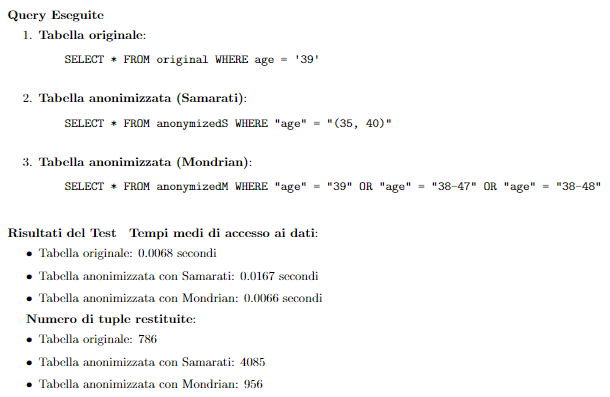 Query Eseguite
1. Tabella originale:
SELECT * FROM original WHERE age = '39'
2. Tabella anonimizzata (Samarati):
SELECT * FROM anonymizedS WHERE "age" = "(35, 40)"
3. Tabella anonimizzata (Mondrian):
SELECT * FROM anonymizedM WHERE "age" = "39" OR "age" = "38-47" OR "age" = "38-48"
Risultati del Test Tempi medi di accesso ai dati:
• Tabella originale: 0.0068 secondi
• Tabella anonimizzata con Samarati: 0.0167 secondi
• Tabella anonimizzata con Mondrian: 0.0066 secondi
Numero di tuple restituite:
• Tabella originale: 786
• Tabella anonimizzata con Samarati: 4085
• Tabella anonimizzata con Mondrian: 956